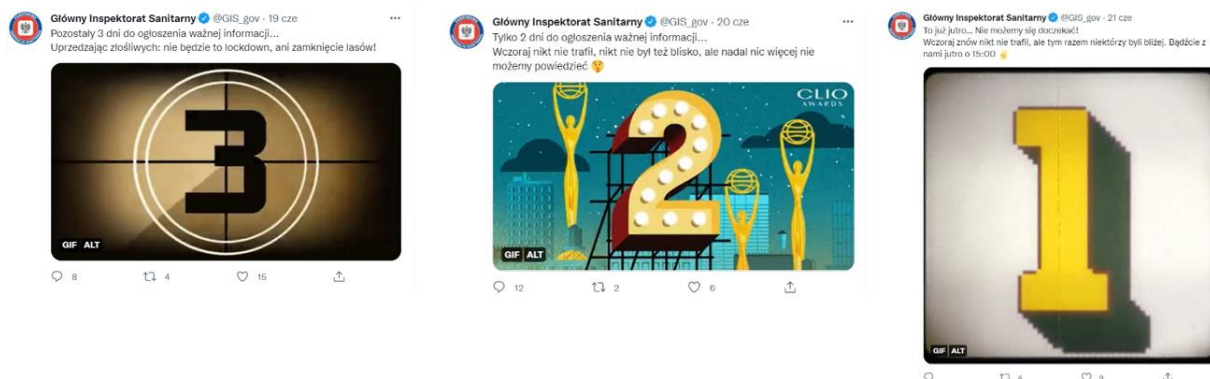 Główny Inspektorat Sanitarny @GIS_gov · 19 cze
Pozostały 3 dni do ogłoszenia ważnej informacji...
Uprzedzając złośliwych: nie będzie to lockdown, ani zamknięcie lasów!
3
GIF ALT
8 4 15
Główny Inspektorat Sanitarny @GIS_gov · 20 cze
Tylko 2 dni do ogłoszenia ważnej informacji...
Wczoraj nikt nie trafił, nikt nie był też blisko, ale nadal nic więcej nie
możemy powiedzieć 🤫
CLIO
AWARDS
2
GIF ALT
12 2 6
Główny Inspektorat Sanitarny @GIS_gov · 21 cze
To już jutro... Nie możemy się doczekać!
Wczoraj znów nikt nie trafił, ale tym razem niektórzy byli bliżej. Bądźcie z
nami jutro o 15:00 ✌
1
GIF ALT